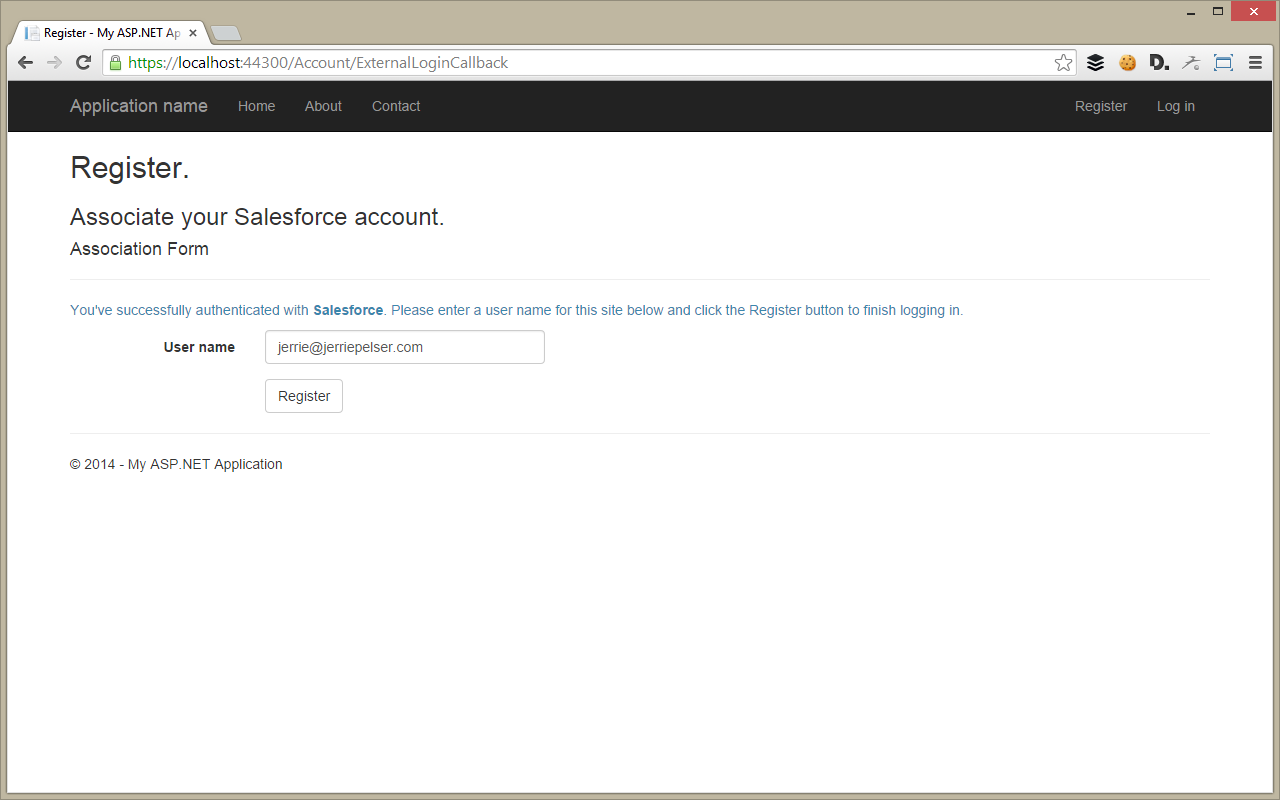 Register - My ASP.NET Ap
https://localhost:44300/Account/ExternalLoginCallback
D.
Application name Home About Contact Register Log in
Register.
Associate your Salesforce account.
Association Form
You've successfully authenticated with Salesforce. Please enter a user name for this site below and click the Register button to finish logging in.
User name jerrie@jerriepelser.com
Register
© 2014 - My ASP.NET Application